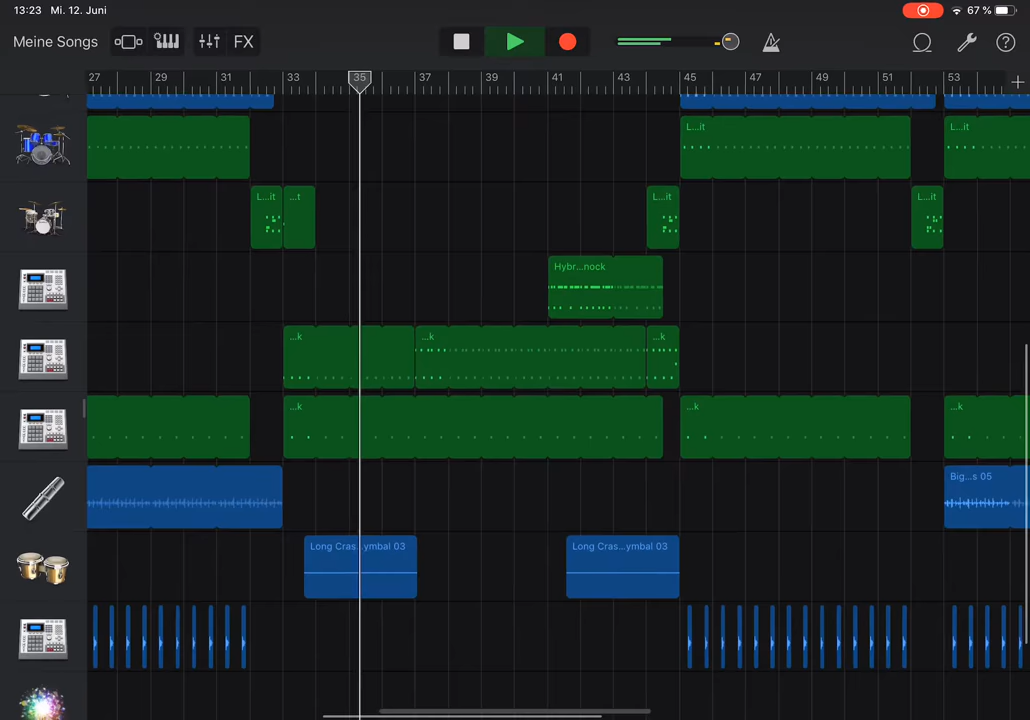 13:23 Mi. 12. Juni 67 %
Meine Songs FX
27 29 31 33 35 37 39 41 43 45 47 49 51 53
L...it L...it
L...it ...t L...it L...it
Hybr...nock
...k ...k ...k
...k ...k ...k
Big...s 05
Long Cras...ymbal 03 Long Cras...ymbal 03